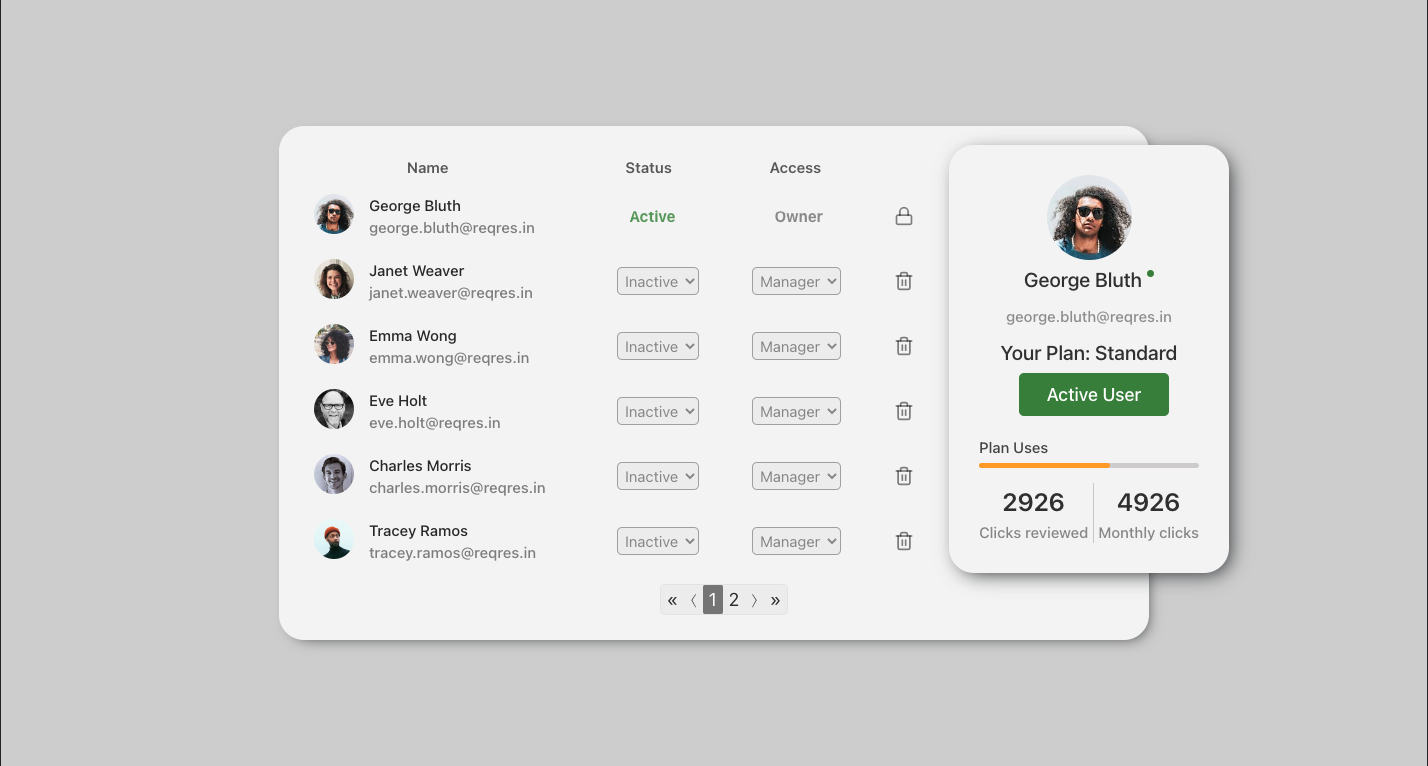 Name Status Access
George Bluth
george.bluth@reqres.in
Active Owner
Janet Weaver
janet.weaver@reqres.in
Inactive Manager
Emma Wong
emma.wong@reqres.in
Inactive Manager
Eve Holt
eve.holt@reqres.in
Inactive Manager
Charles Morris
charles.morris@reqres.in
Inactive Manager
Tracey Ramos
tracey.ramos@reqres.in
Inactive Manager
« 〈 1 2 〉 »
George Bluth
george.bluth@reqres.in
Your Plan: Standard
Active User
Plan Uses
2926 4926
Clicks reviewed Monthly clicks